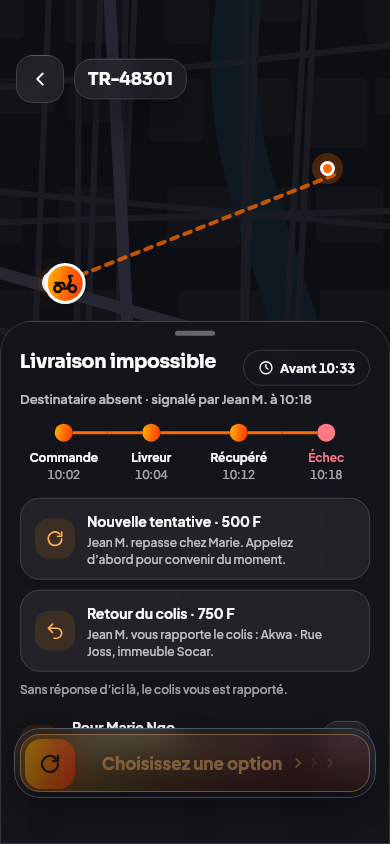 TR-48301
Livraison impossible
Avant 10:33
Destinataire absent · signalé par Jean M. à 10:18
Commande Livreur Récupéré Échec
10:02 10:04 10:12 10:18
Nouvelle tentative · 500 F
Jean M. repasse chez Marie. Appelez
d’abord pour convenir du moment.
Retour du colis · 750 F
Jean M. vous rapporte le colis : Akwa · Rue
Joss, immeuble Socar.
Sans réponse d’ici là, le colis vous est rapporté.
Pour Marie Ngo
Choisissez une option